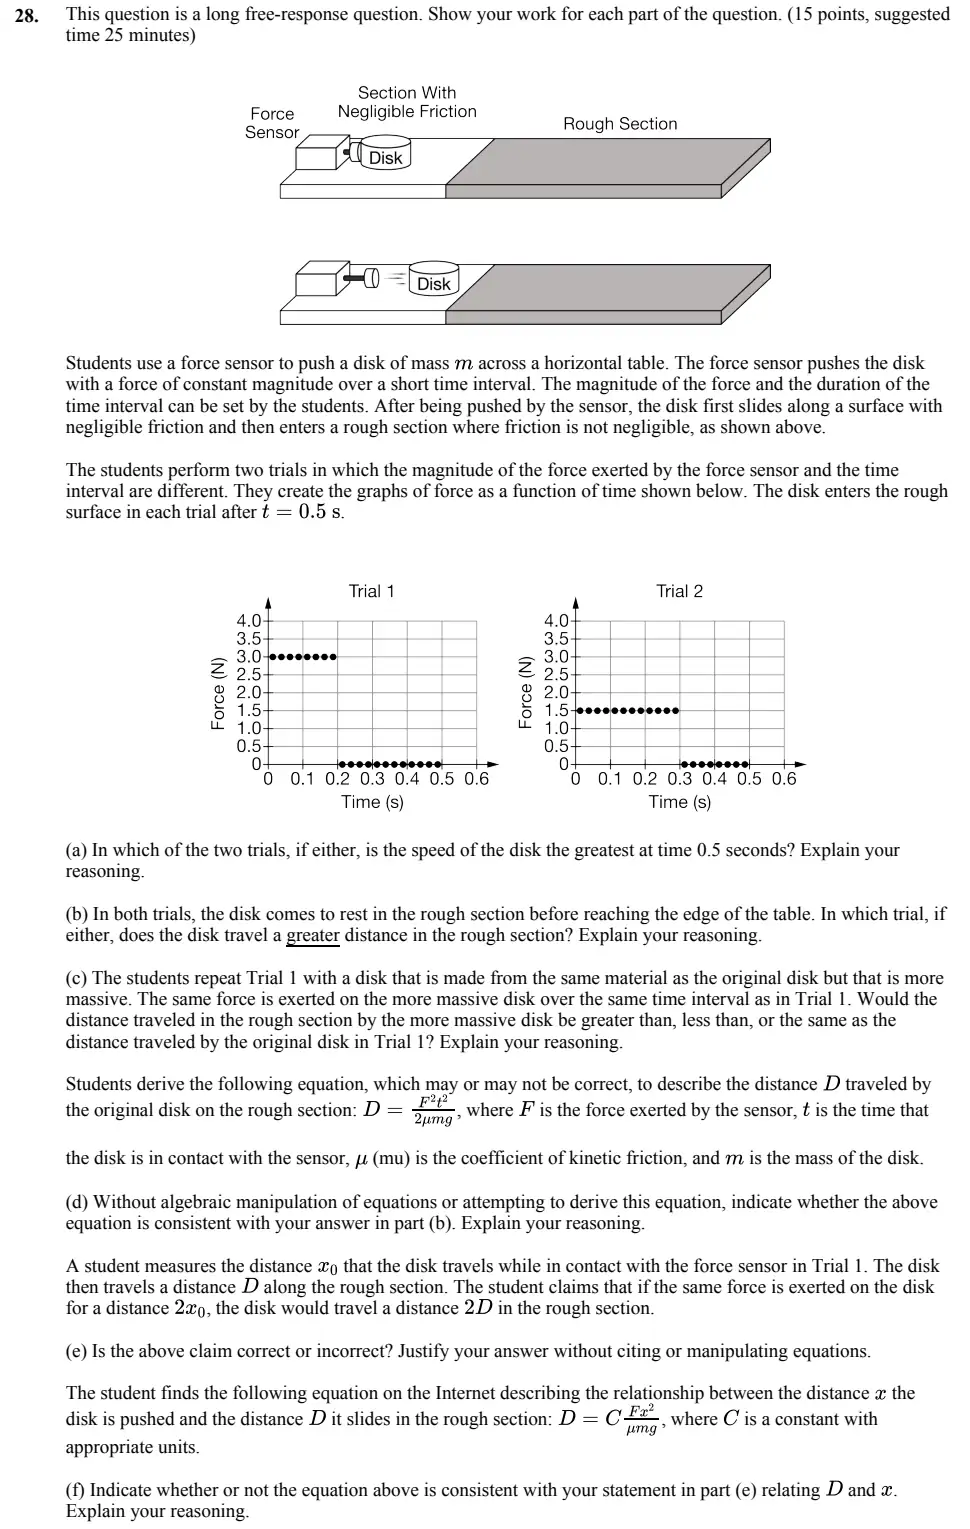 28. This question is a long free-response question. Show your work for each part of the question. (15 points, suggested
time 25 minutes)
Section With
Negligible Friction
Force
Sensor
Rough Section
Disk
Disk
Students use a force sensor to push a disk of mass m across a horizontal table. The force sensor pushes the disk
with a force of constant magnitude over a short time interval. The magnitude of the force and the duration of the
time interval can be set by the students. After being pushed by the sensor, the disk first slides along a surface with
negligible friction and then enters a rough section where friction is not negligible, as shown above.
The students perform two trials in which the magnitude of the force exerted by the force sensor and the time
interval are different. They create the graphs of force as a function of time shown below. The disk enters the rough
surface in each trial after t = 0.5 s.
Trial 1
4.0
3.5
3.0
2.5
2.0
1.5
1.0
0.5
0
Force (N)
0 0.1 0.2 0.3 0.4 0.5 0.6
Time (s)
Trial 2
4.0
3.5
3.0
2.5
2.0
1.5
1.0
0.5
0
Force (N)
0 0.1 0.2 0.3 0.4 0.5 0.6
Time (s)
(a) In which of the two trials, if either, is the speed of the disk the greatest at time 0.5 seconds? Explain your
reasoning.
(b) In both trials, the disk comes to rest in the rough section before reaching the edge of the table. In which trial, if
either, does the disk travel a greater distance in the rough section? Explain your reasoning.
(c) The students repeat Trial 1 with a disk that is made from the same material as the original disk but that is more
massive. The same force is exerted on the more massive disk over the same time interval as in Trial 1. Would the
distance traveled in the rough section by the more massive disk be greater than, less than, or the same as the
distance traveled by the original disk in Trial 1? Explain your reasoning.
Students derive the following equation, which may or may not be correct, to describe the distance D traveled by
the original disk on the rough section: D = F²t²/2μmg, where F is the force exerted by the sensor, t is the time that
the disk is in contact with the sensor, μ (mu) is the coefficient of kinetic friction, and m is the mass of the disk.
(d) Without algebraic manipulation of equations or attempting to derive this equation, indicate whether the above
equation is consistent with your answer in part (b). Explain your reasoning.
A student measures the distance x₀ that the disk travels while in contact with the force sensor in Trial 1. The disk
then travels a distance D along the rough section. The student claims that if the same force is exerted on the disk
for a distance 2x₀, the disk would travel a distance 2D in the rough section.
(e) Is the above claim correct or incorrect? Justify your answer without citing or manipulating equations.
The student finds the following equation on the Internet describing the relationship between the distance x the
disk is pushed and the distance D it slides in the rough section: D = C Fx²/μmg, where C is a constant with
appropriate units.
(f) Indicate whether or not the equation above is consistent with your statement in part (e) relating D and x.
Explain your reasoning.